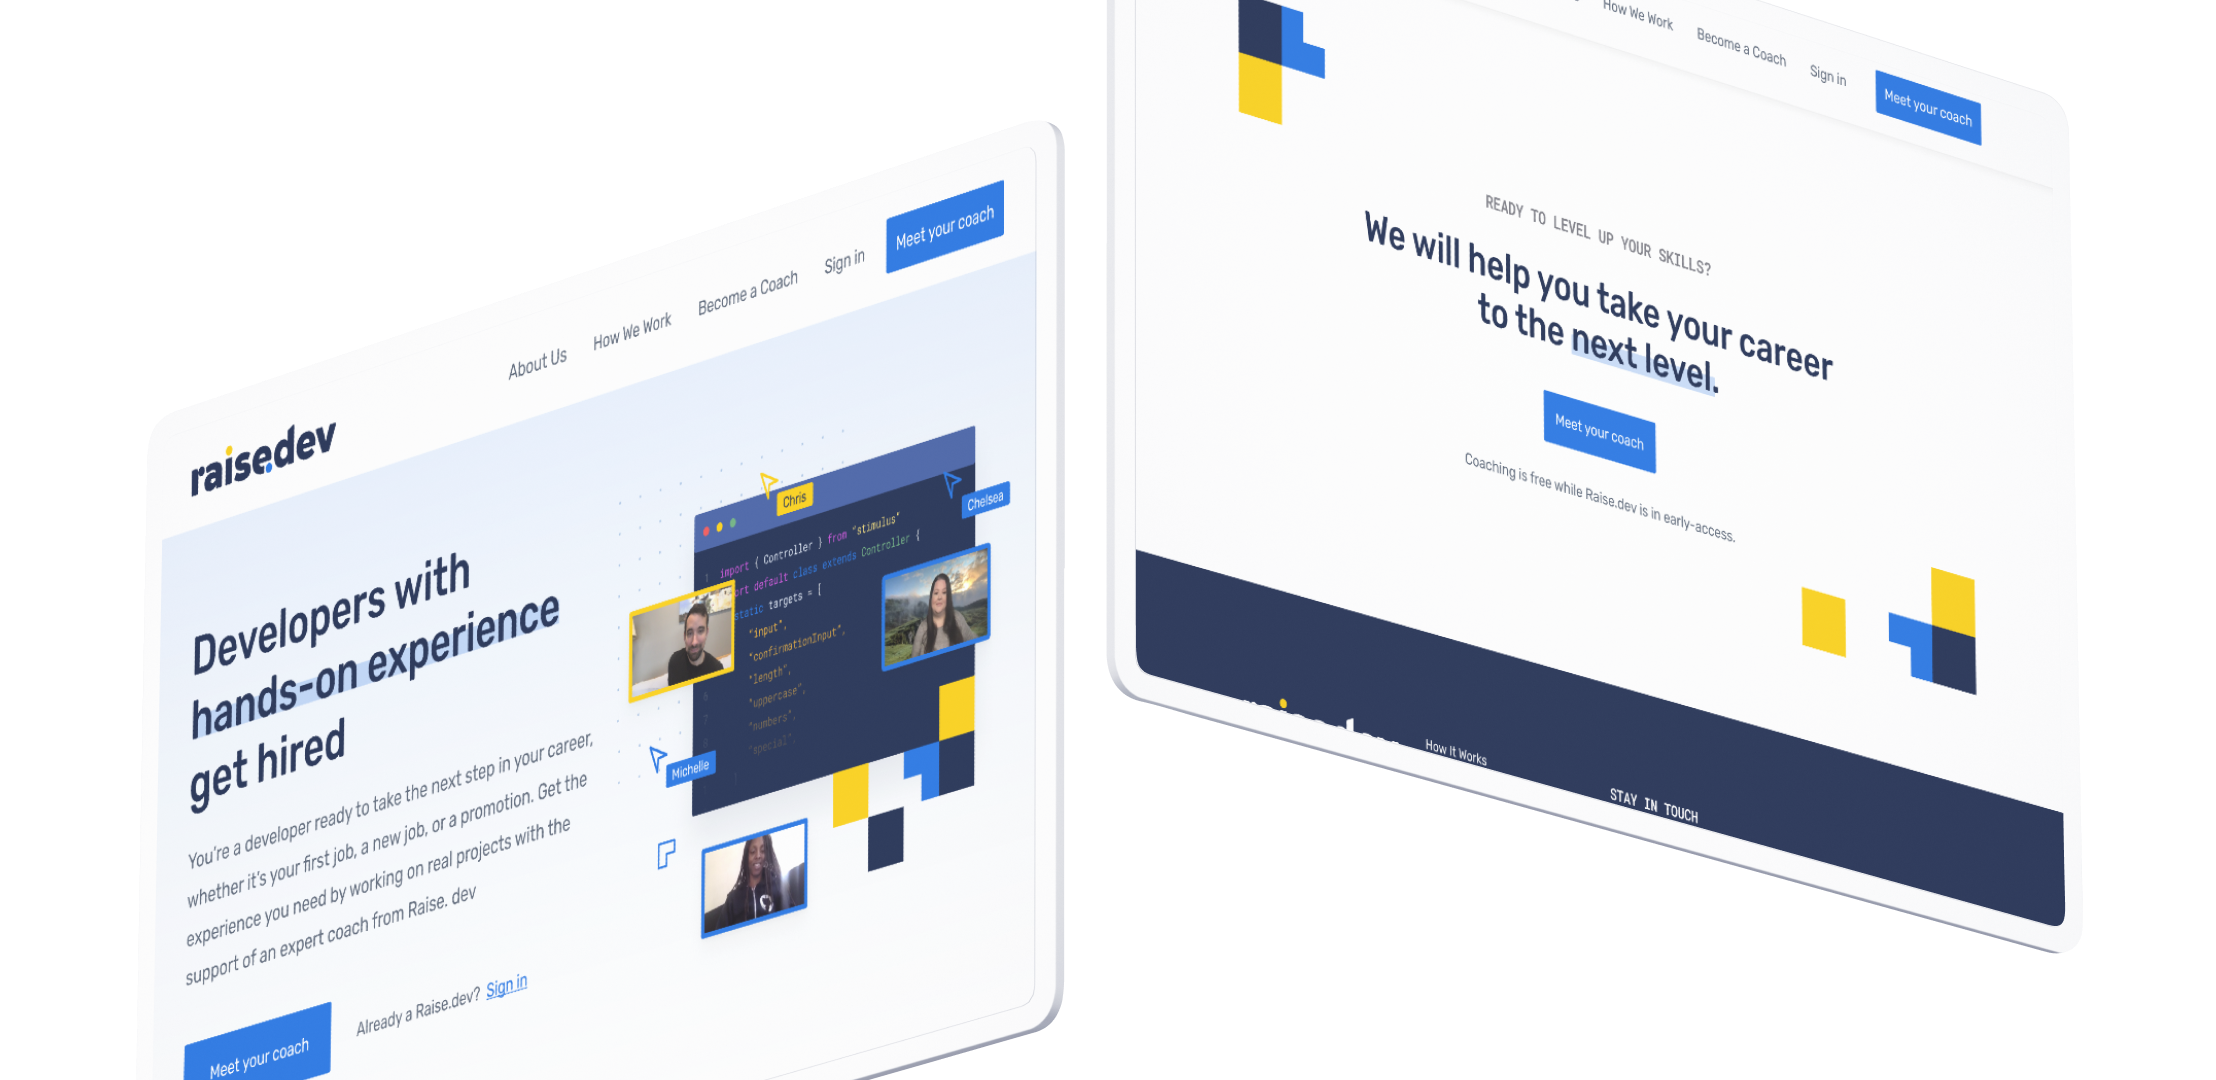 raise.dev
About Us
How We Work
Become a Coach
Sign in
Meet your coach
Developers with
hands-on experience
get hired
You're a developer ready to take the next step in your career,
whether it's your first job, a new job, or a promotion. Get the
experience you need by working on real projects with the
support of an expert coach from Raise. dev
Meet your coach
Already a Raise.dev? Sign in
Chris
Chelsea
Michelle
1 import { Controller } from "stimulus"
ort default class extends Controller {
static targets = [
"input",
"confirmationInput",
"length",
6 "uppercase",
7 "numbers",
8 "special",
How We Work
Become a Coach
Sign in
Meet your coach
READY TO LEVEL UP YOUR SKILLS?
We will help you take your career
to the next level.
Meet your coach
Coaching is free while Raise.dev is in early-access.
How It Works
STAY IN TOUCH